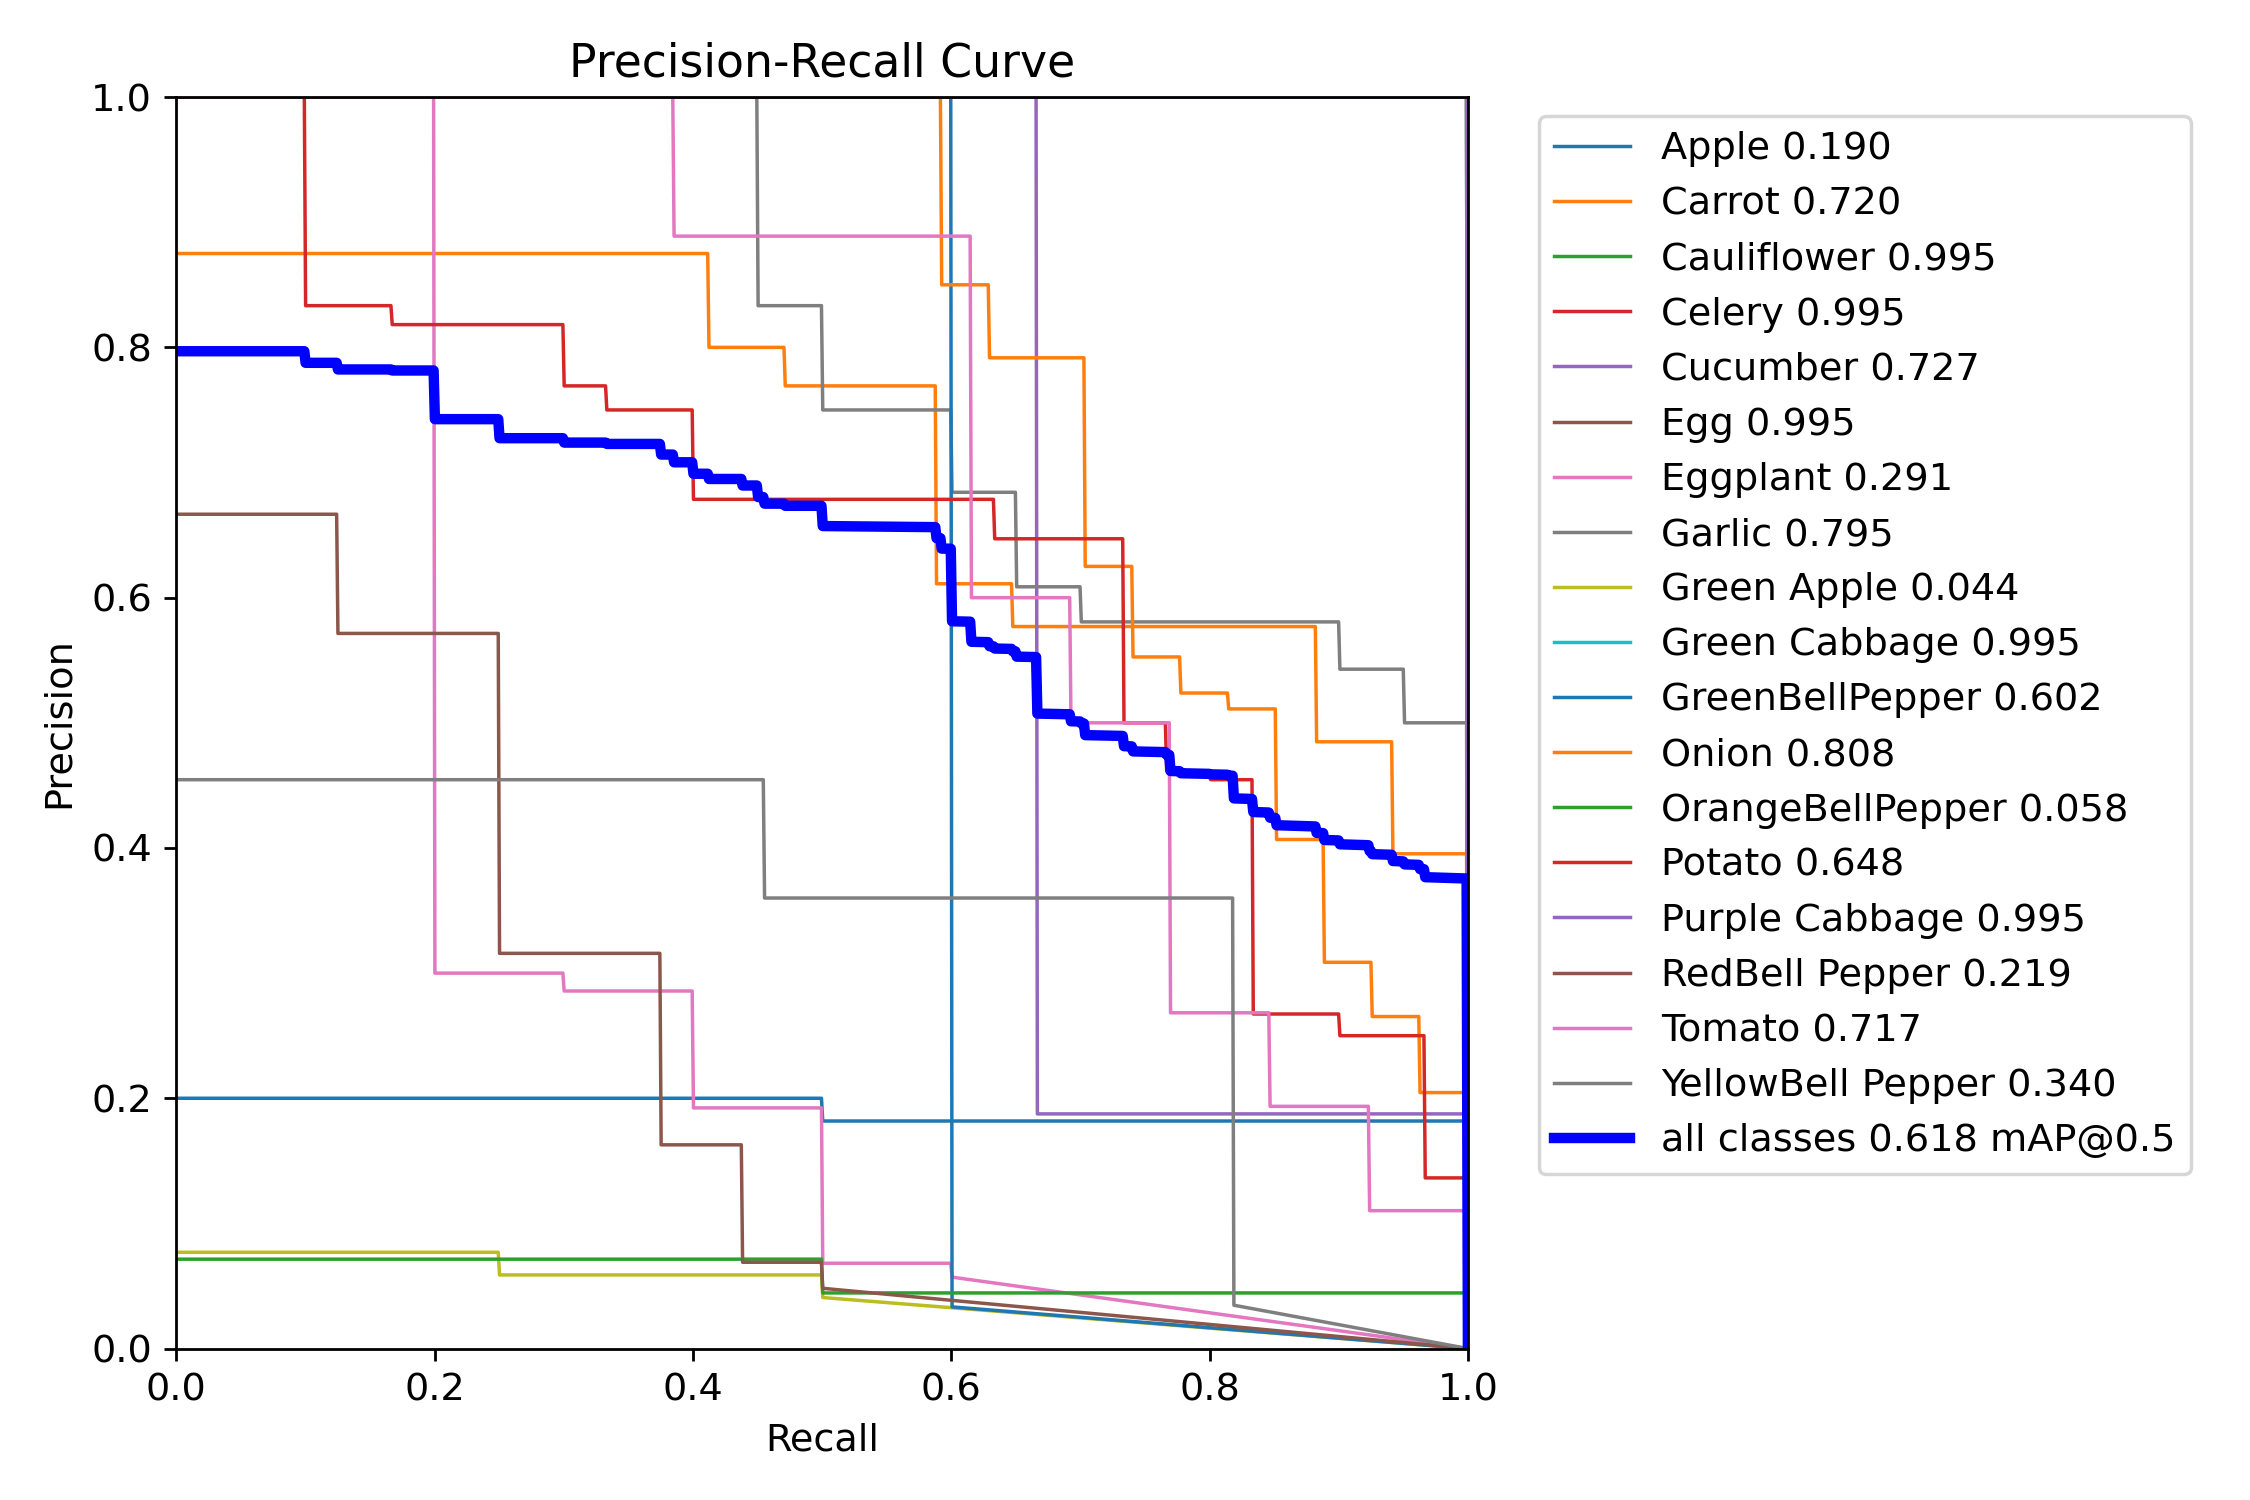 Precision-Recall Curve
1.0
0.8
0.6
0.4
0.2
0.0
Precision
0.0 0.2 0.4 0.6 0.8 1.0
Recall
Apple 0.190
Carrot 0.720
Cauliflower 0.995
Celery 0.995
Cucumber 0.727
Egg 0.995
Eggplant 0.291
Garlic 0.795
Green Apple 0.044
Green Cabbage 0.995
GreenBellPepper 0.602
Onion 0.808
OrangeBellPepper 0.058
Potato 0.648
Purple Cabbage 0.995
RedBell Pepper 0.219
Tomato 0.717
YellowBell Pepper 0.340
all classes 0.618 mAP@0.5